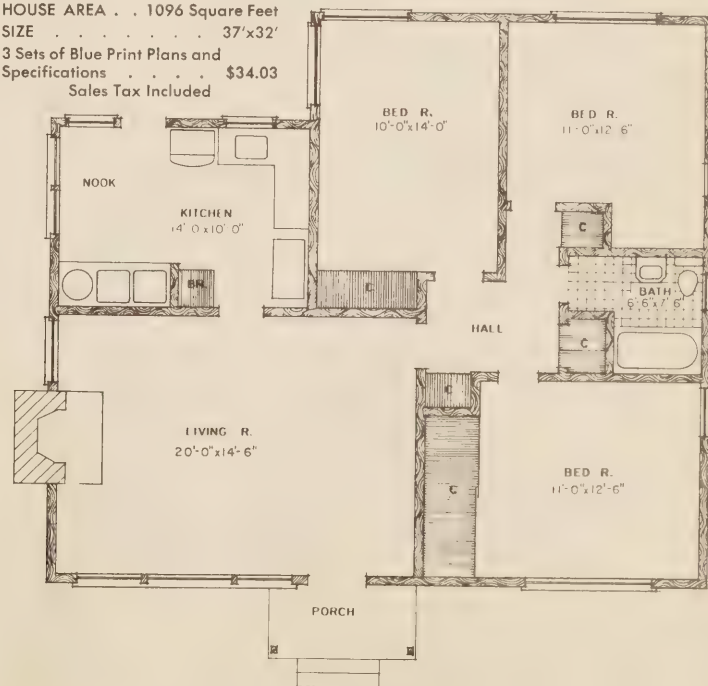 HOUSE AREA . . 1096 Square Feet
SIZE . . . . . . . 37'x32'
3 Sets of Blue Print Plans and
Specifications . . . . $34.03
Sales Tax Included
BED R.
10'-0"x14'-0"
BED R.
11'-0"x12'-6"
NOOK
KITCHEN
14'-0"x10'-0"
C
BR.
C
BATH
6'-6"x7'-6"
HALL
C
C
LIVING R.
20'-0"x14'-6"
C
BED R.
11'-0"x12'-6"
PORCH